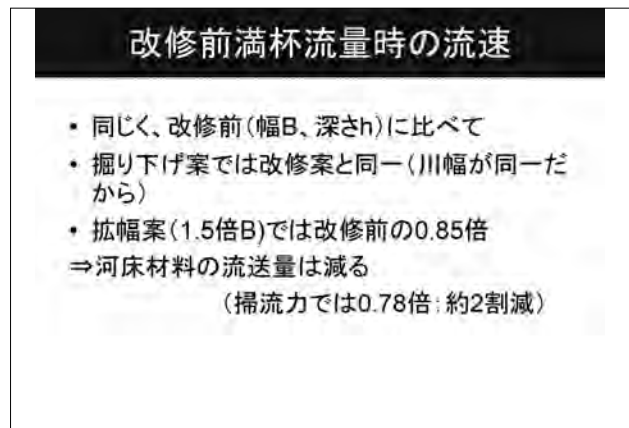 改修前満杯流量時の流速
• 同じく、改修前(幅B、深さh)に比べて
• 掘り下げ案では改修案と同一(川幅が同一だ
から)
• 拡幅案(1.5倍B)では改修前の0.85倍
⇒河床材料の流送量は減る
(掃流力では0.78倍:約2割減)